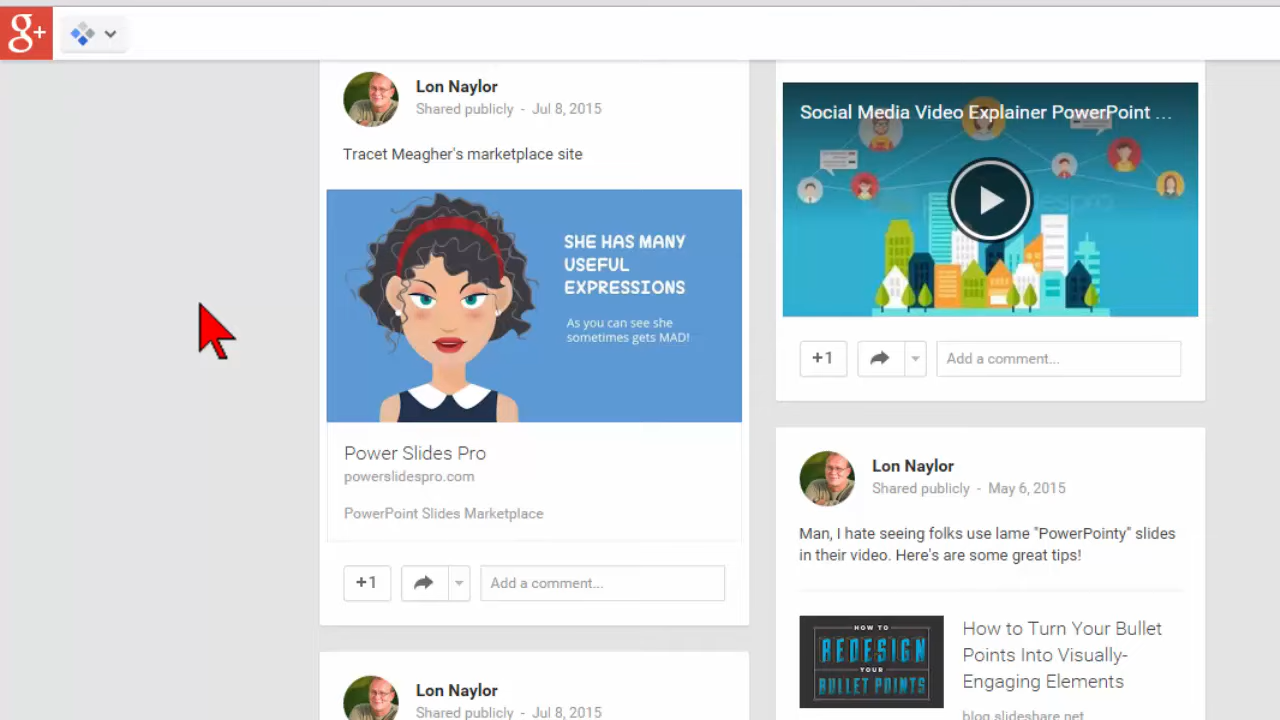 g+
Lon Naylor
Shared publicly - Jul 8, 2015
Tracet Meagher's marketplace site
SHE HAS MANY
USEFUL
EXPRESSIONS
As you can see she
sometimes gets MAD!
Power Slides Pro
powerslidespro.com
PowerPoint Slides Marketplace
+1
Add a comment...
Lon Naylor
Shared publicly - Jul 8, 2015
Social Media Video Explainer PowerPoint ...
+1
Add a comment...
Lon Naylor
Shared publicly - May 6, 2015
Man, I hate seeing folks use lame "PowerPointy" slides
in their video. Here's are some great tips!
HOW TO
REDESIGN
YOUR
BULLET POINTS
How to Turn Your Bullet
Points Into Visually-
Engaging Elements
blog.slideshare.net